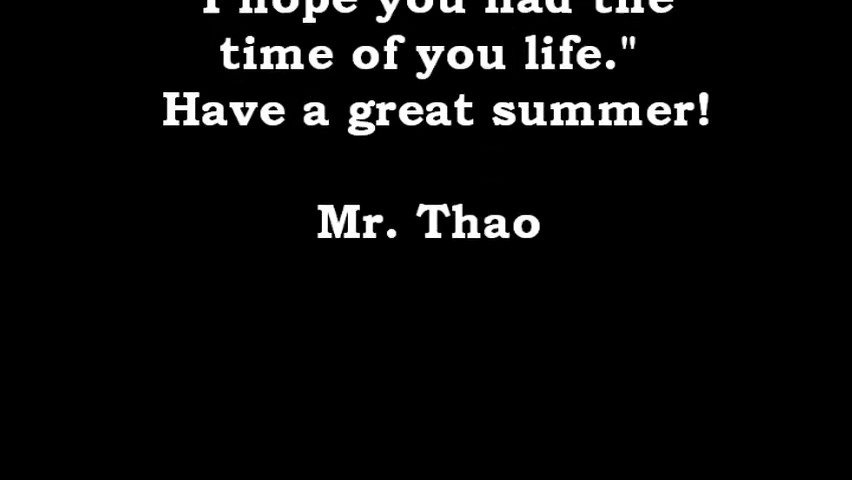 I hope you had the
time of you life."
Have a great summer!
Mr. Thao